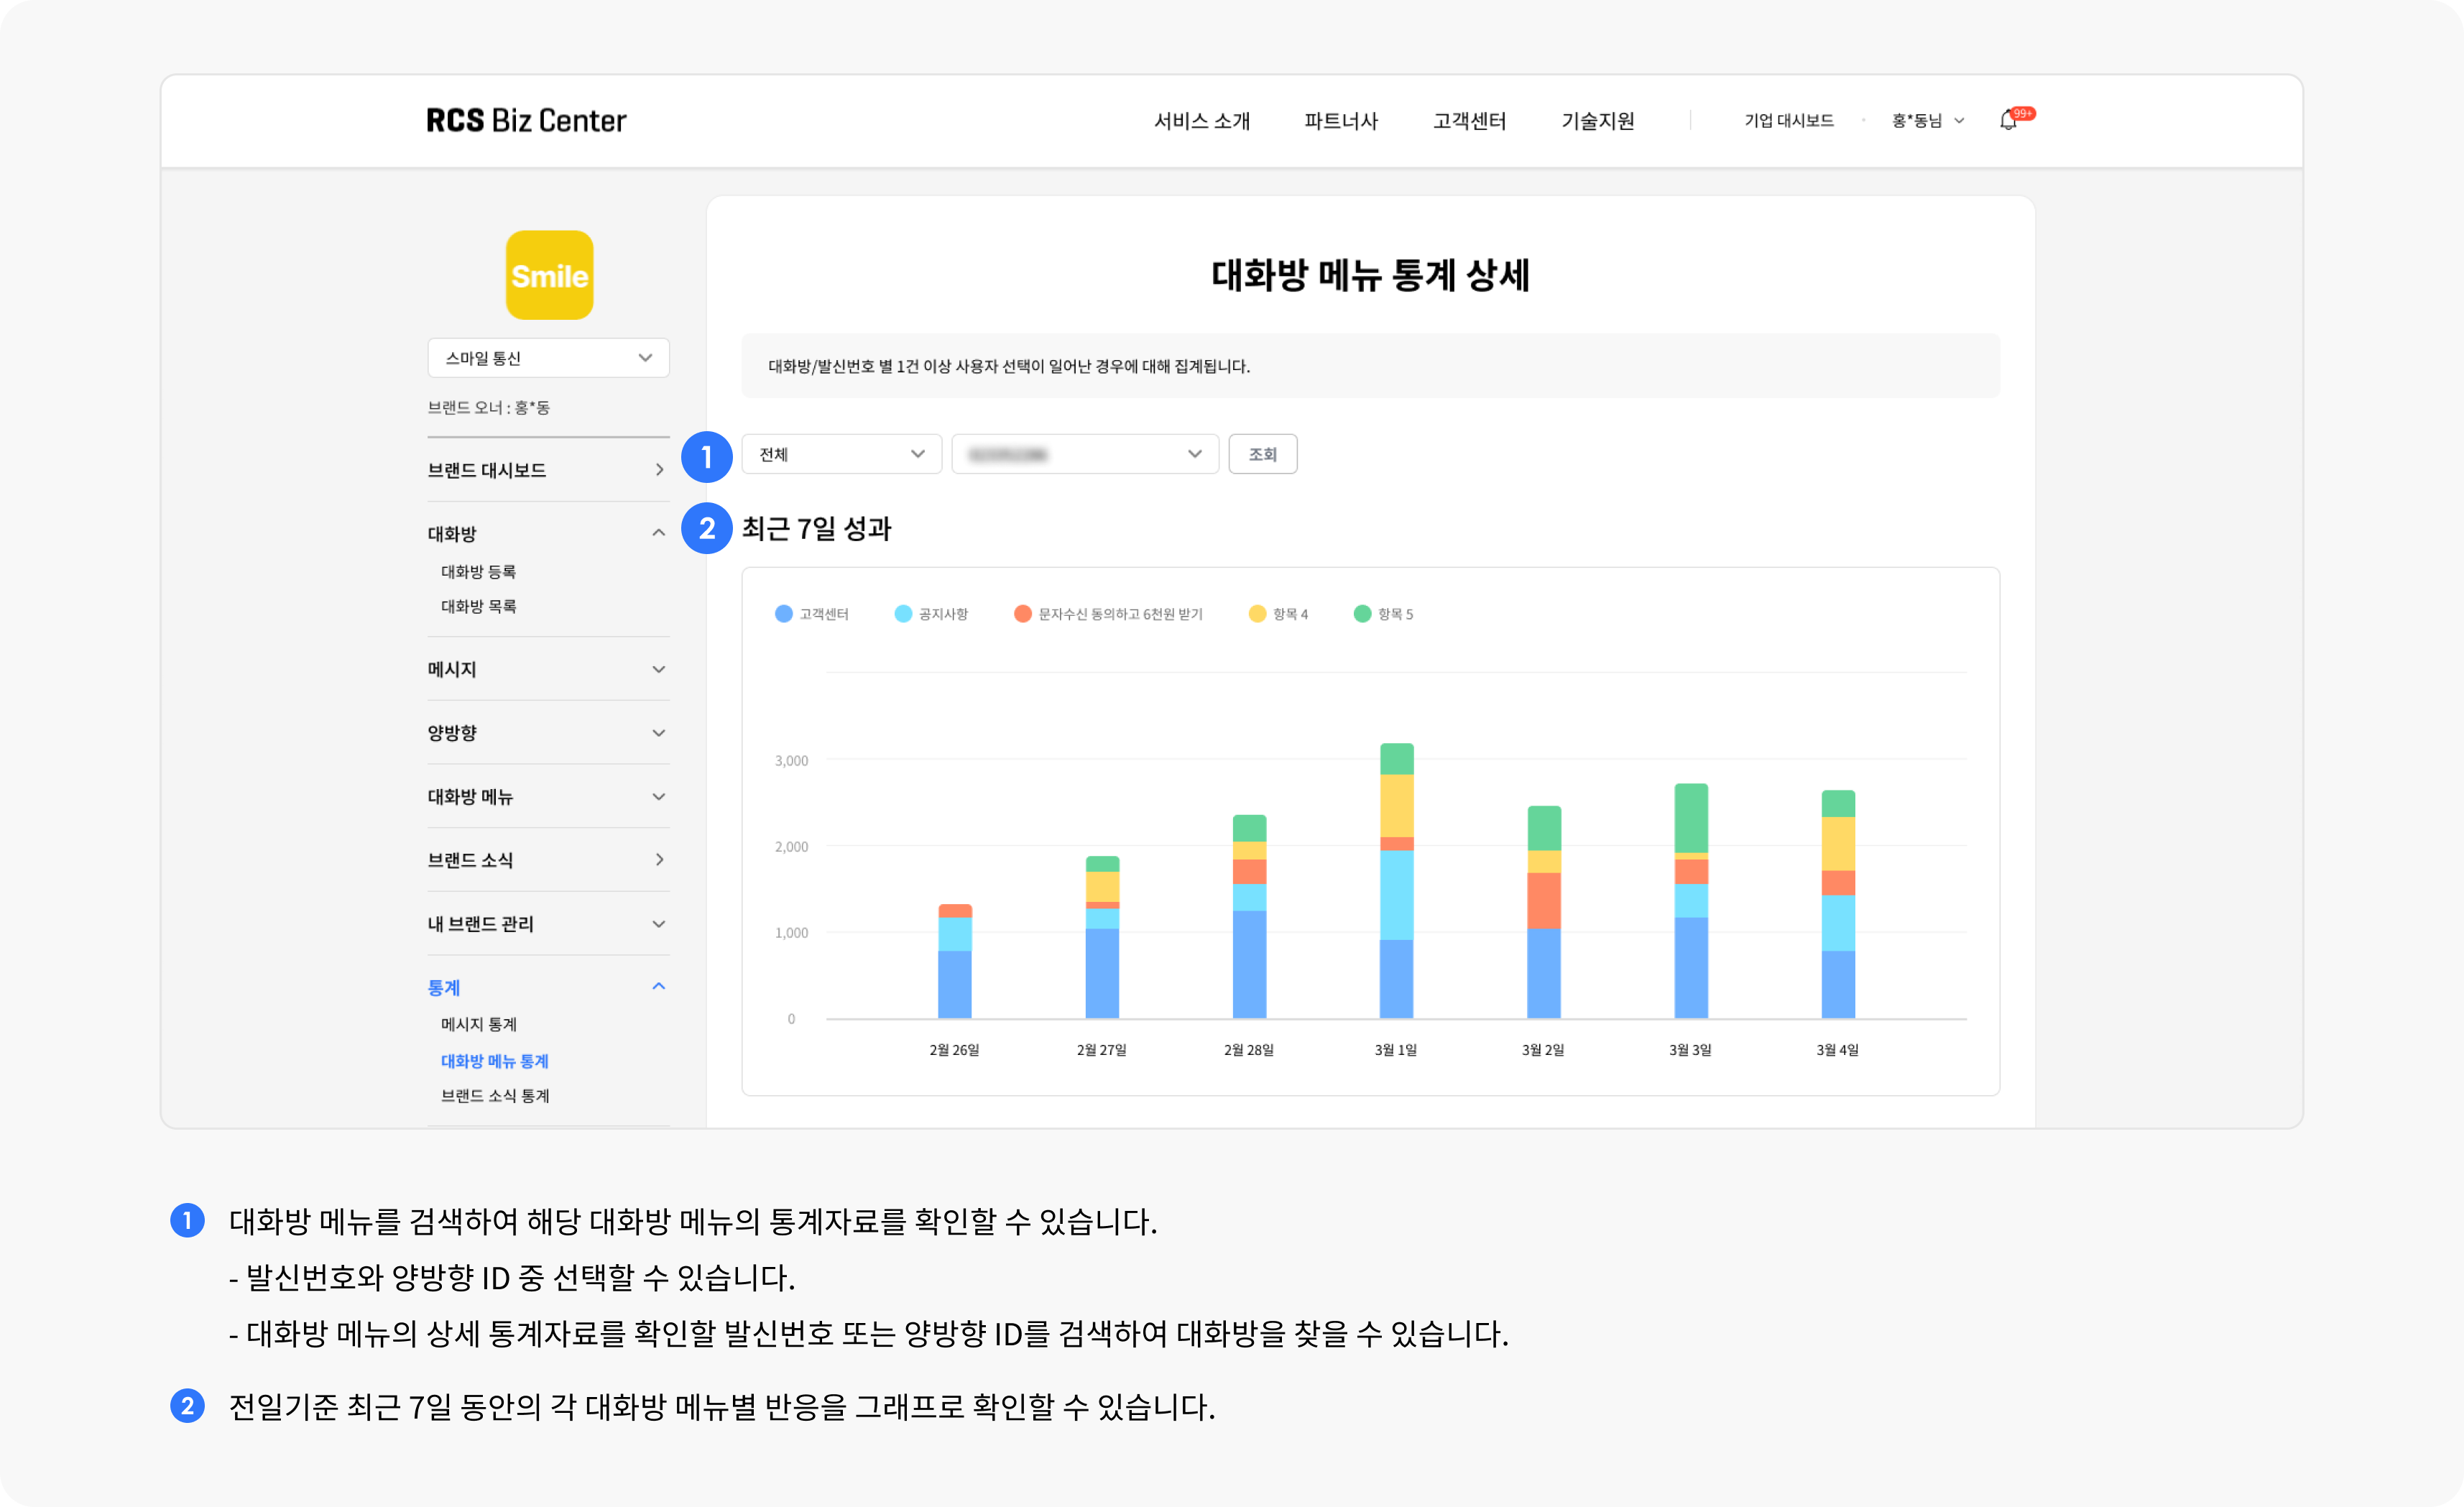 RCS Biz Center
서비스 소개 파트너사 고객센터 기술지원 기업 대시보드 홍*동님 99+
Smile
스마일 통신
브랜드 오너 : 홍*동
브랜드 대시보드
대화방
대화방 등록
대화방 목록
메시지
양방향
대화방 메뉴
브랜드 소식
내 브랜드 관리
통계
메시지 통계
대화방 메뉴 통계
브랜드 소식 통계
대화방 메뉴 통계 상세
대화방/발신번호 별 1건 이상 사용자 선택이 일어난 경우에 대해 집계됩니다.
1 전체 조회
2 최근 7일 성과
고객센터 공지사항 문자수신 동의하고 6천원 받기 항목 4 항목 5
3,000
2,000
1,000
0
2월 26일 2월 27일 2월 28일 3월 1일 3월 2일 3월 3일 3월 4일
1 대화방 메뉴를 검색하여 해당 대화방 메뉴의 통계자료를 확인할 수 있습니다.
- 발신번호와 양방향 ID 중 선택할 수 있습니다.
- 대화방 메뉴의 상세 통계자료를 확인할 발신번호 또는 양방향 ID를 검색하여 대화방을 찾을 수 있습니다.
2 전일기준 최근 7일 동안의 각 대화방 메뉴별 반응을 그래프로 확인할 수 있습니다.